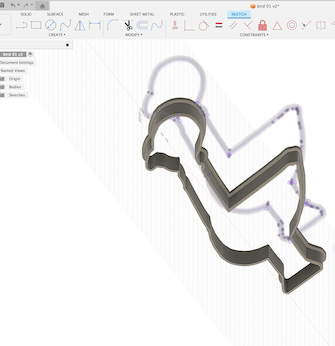 bird 01 v2*
SOLID SURFACE MESH FORM SHEET METAL PLASTIC UTILITIES SKETCH
CREATE MODIFY CONSTRAINTS
bird 01 v2
Document Settings
Named Views
Origin
Bodies
Sketches